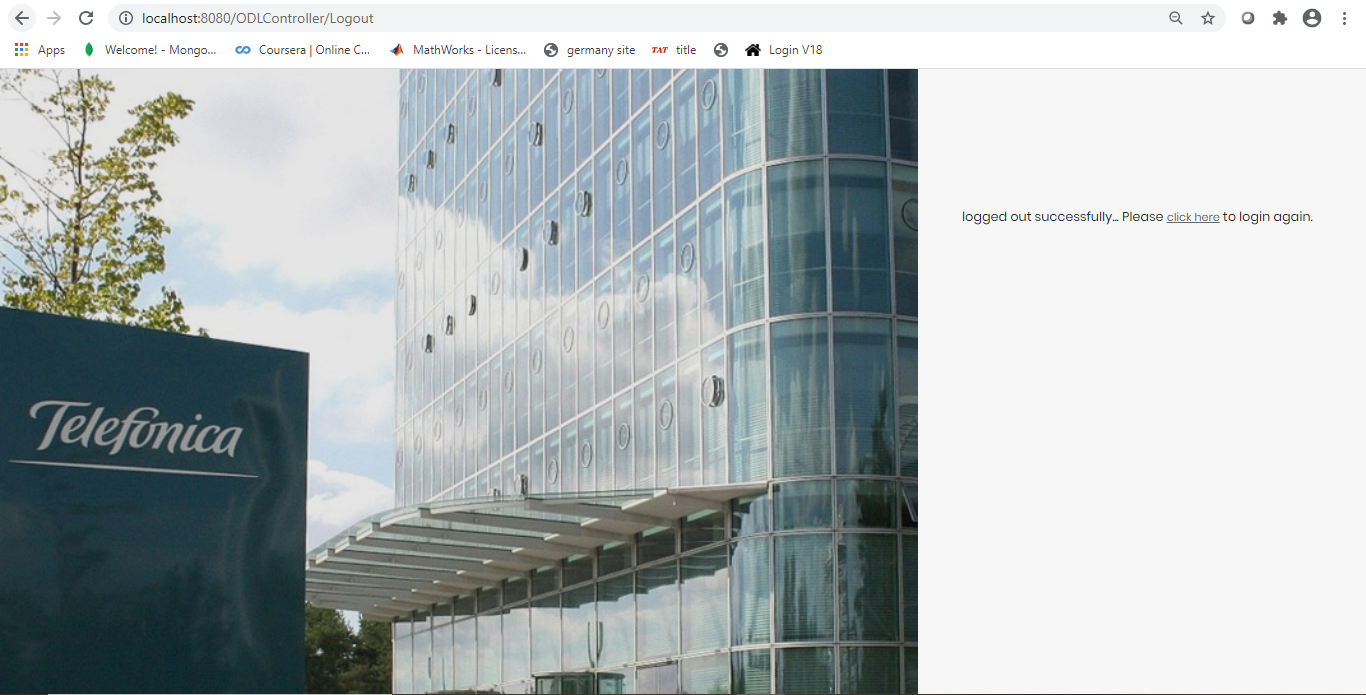 localhost:8080/ODLController/Logout
Apps
Welcome! - Mongo...
Coursera | Online C...
MathWorks - Licens...
germany site
TAT title
Login V18
logged out successfully... Please click here to login again.
Telefónica